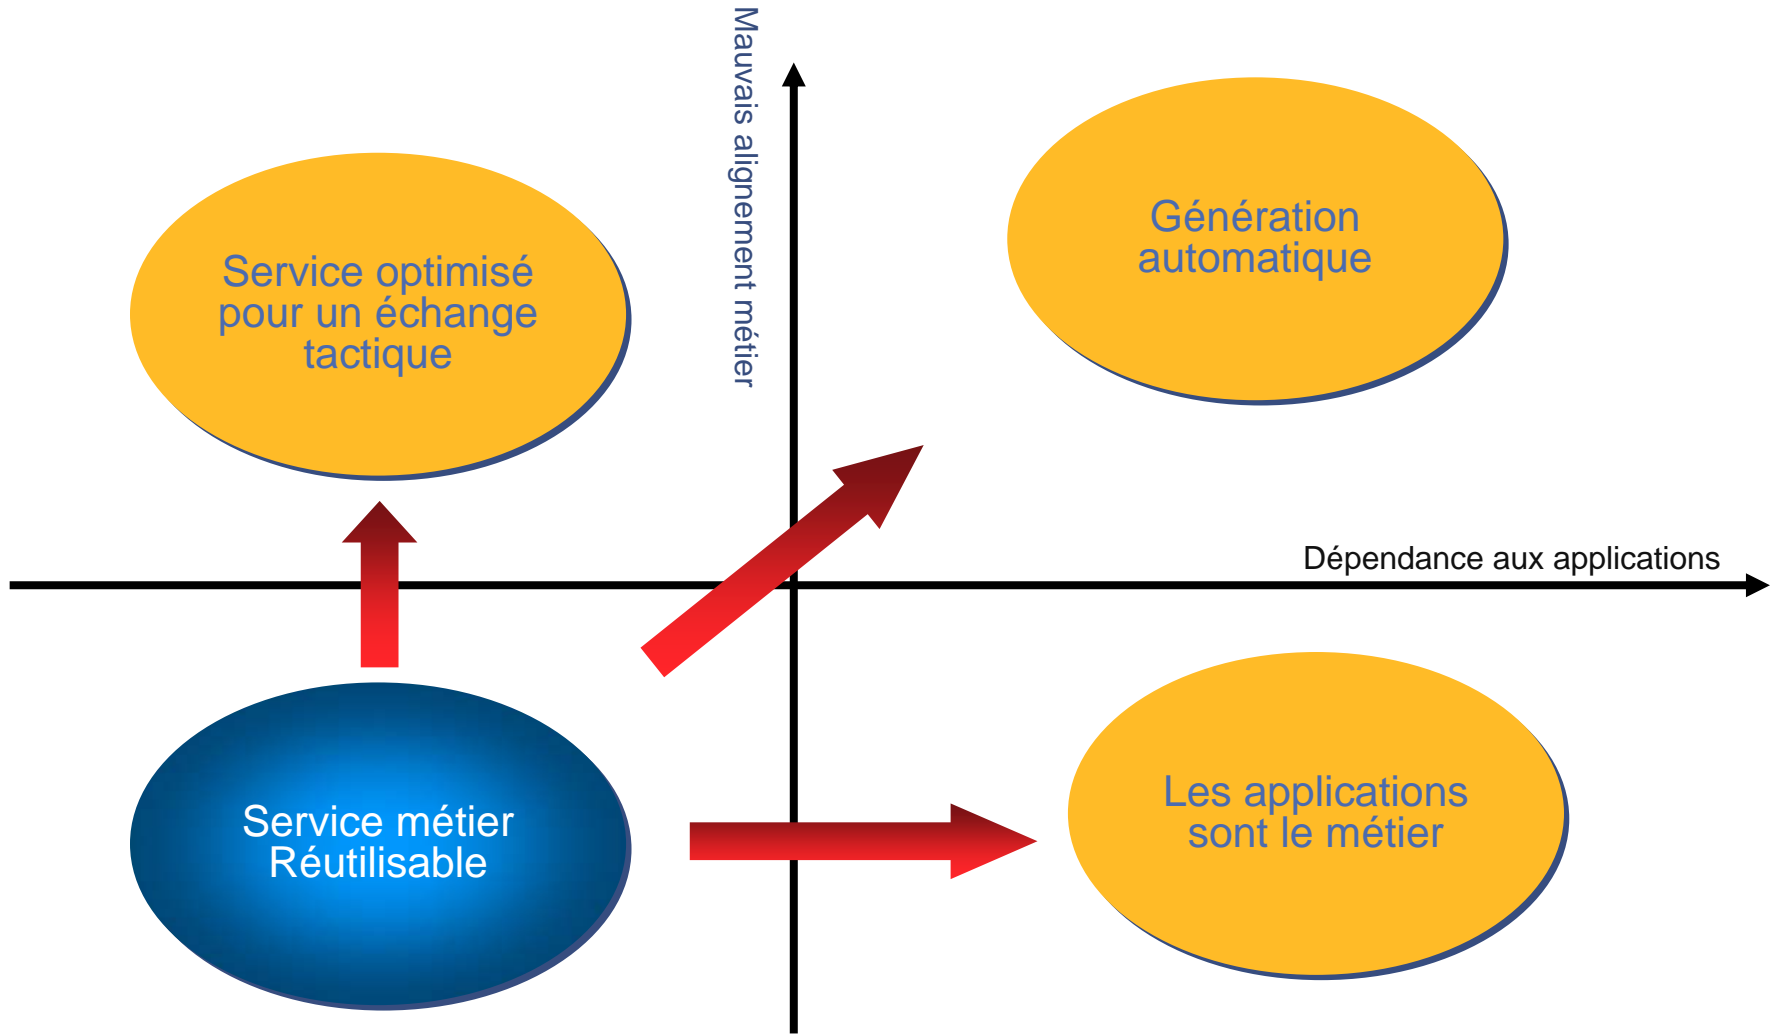 Mauvais alignement métier
Génération
automatique
Service optimisé
pour un échange
tactique
Dépendance aux applications
Les applications
sont le métier
Service métier
Réutilisable